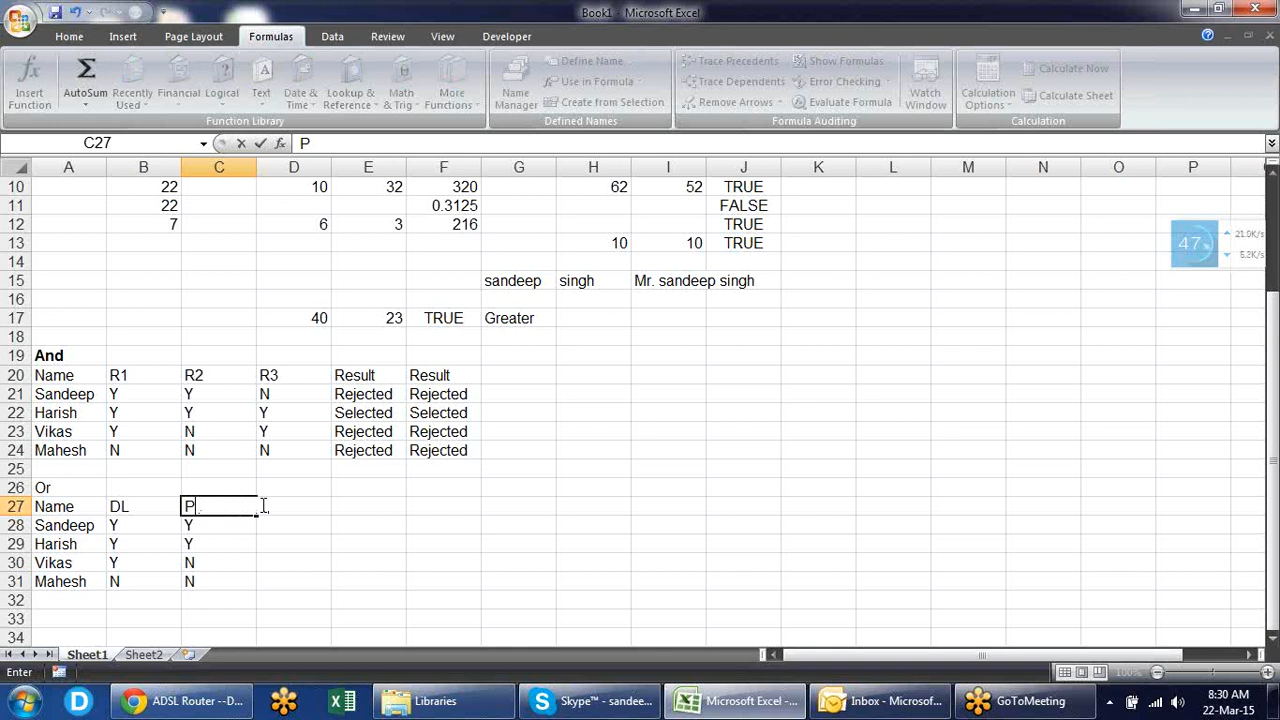 Book1 - Microsoft Excel
Home Insert Page Layout Formulas Data Review View Developer
Insert Function
AutoSum
Recently Used
Financial
Logical
Text
Date & Time
Lookup & Reference
Math & Trig
More Functions
Function Library
Name Manager
Define Name
Use in Formula
Create from Selection
Defined Names
Trace Precedents
Trace Dependents
Remove Arrows
Show Formulas
Error Checking
Evaluate Formula
Formula Auditing
Watch Window
Calculation Options
Calculate Now
Calculate Sheet
Calculation
C27 fx P
A B C D E F G H I J K L M N O P
10 22 10 32 320 62 52 TRUE
11 22 0.3125 FALSE
12 7 6 3 216 TRUE
13 10 10 TRUE
14
15 sandeep singh Mr. sandeep singh
16
17 40 23 TRUE Greater
18
19 And
20 Name R1 R2 R3 Result Result
21 Sandeep Y Y N Rejected Rejected
22 Harish Y Y Y Selected Selected
23 Vikas Y N Y Rejected Rejected
24 Mahesh N N N Rejected Rejected
25
26 Or
27 Name DL P
28 Sandeep Y Y
29 Harish Y Y
30 Vikas Y N
31 Mahesh N N
32
33
34
47%
21.9K/s
5.2K/s
Sheet1 Sheet2
Enter 100%
D ADSL Router --D... Libraries Skype™ - sandee... Microsoft Excel -... Inbox - Microsof... GoToMeeting
8:30 AM
22-Mar-15